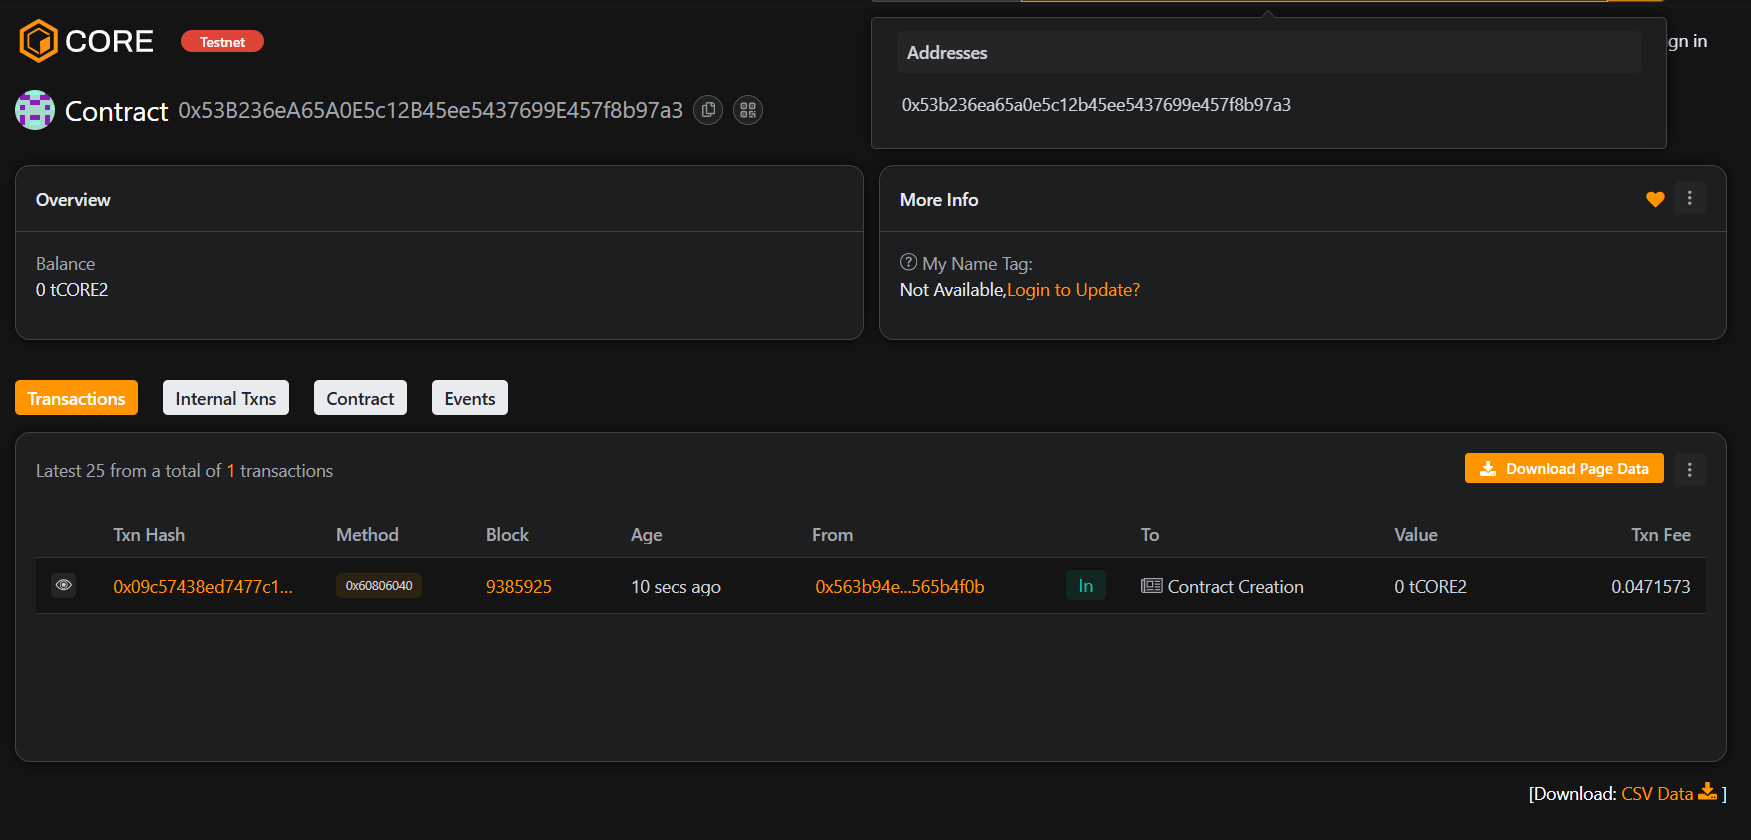 CORE Testnet
Addresses
gn in
0x53b236ea65a0e5c12b45ee5437699e457f8b97a3
Contract 0x53B236eA65A0E5c12B45ee5437699E457f8b97a3
Overview
Balance
0 tCORE2
More Info
My Name Tag:
Not Available,Login to Update?
Transactions Internal Txns Contract Events
Latest 25 from a total of 1 transactions
Download Page Data
Txn Hash Method Block Age From To Value Txn Fee
0x09c57438ed7477c1... 0x60806040 9385925 10 secs ago 0x563b94e...565b4f0b In Contract Creation 0 tCORE2 0.0471573
[Download: CSV Data ]